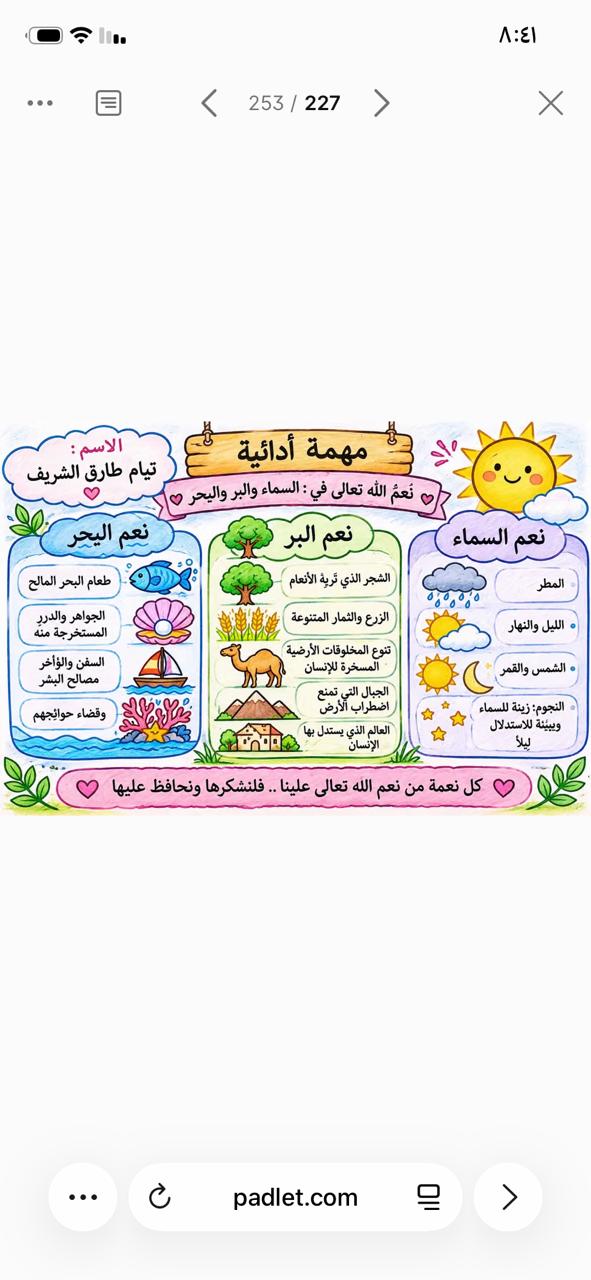 ٨:٤١
253 / 227
مهمة أدائية
نَعمُ الله تعالى في : السماء والبر والبحر
الاسم :
تيام طارق الشريف
نعم السماء
المطر
الليل والنهار
الشمس والقمر
النجوم: زينة للسماء
للاستدلال
ليلاً
نعم البر
الشجر الذي الأنعام
الزرع والثمار المتنوعة
تنوع المخلوقات الأرضية
المسخرة للإنسان
الجبال التي تمنع
اضطراب الأرض
العالم الذي يستدل بها
الإنسان
نعم اليحر
طعام البحر المالح
الجواهر والدرر
المستخرجة منه
السفن
مصالح البشر
وقضاء حوائجهم
كل نعمة من نعم الله تعالى علينا .. فلنشكرها ونحافظ عليها
padlet.com